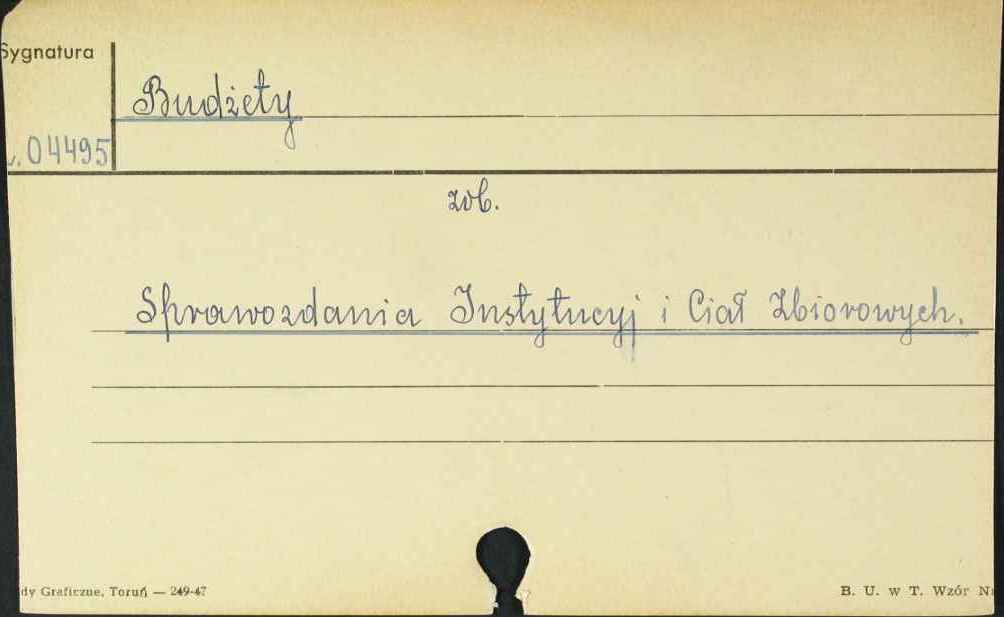 Sygnatura
Budżety
04495
zob.
Sprawozdania Instytucyj i Ciał Zbiorowych.
dy Graficzne, Toruń — 249-47
B. U. w T. Wzór N